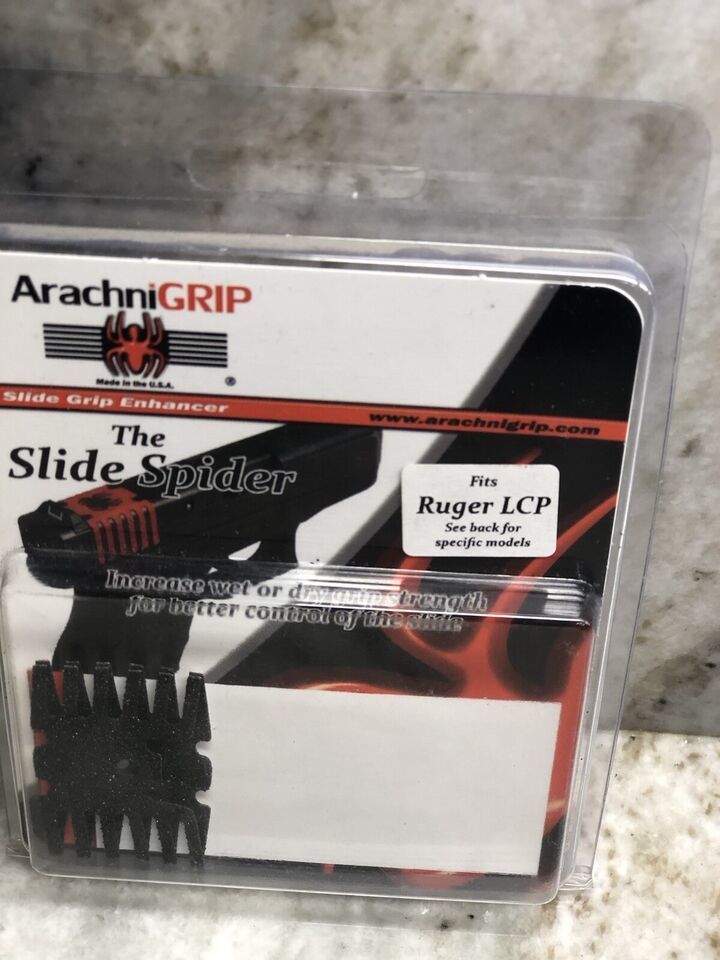 ArachniGRIP
Made in the U.S.A.
®
Slide Grip Enhancer
www.arachnigrip.com
The
Slide Spider
Fits
Ruger LCP
See back for
specific models
Increase wet or dry grip strength
for better control of the slide.